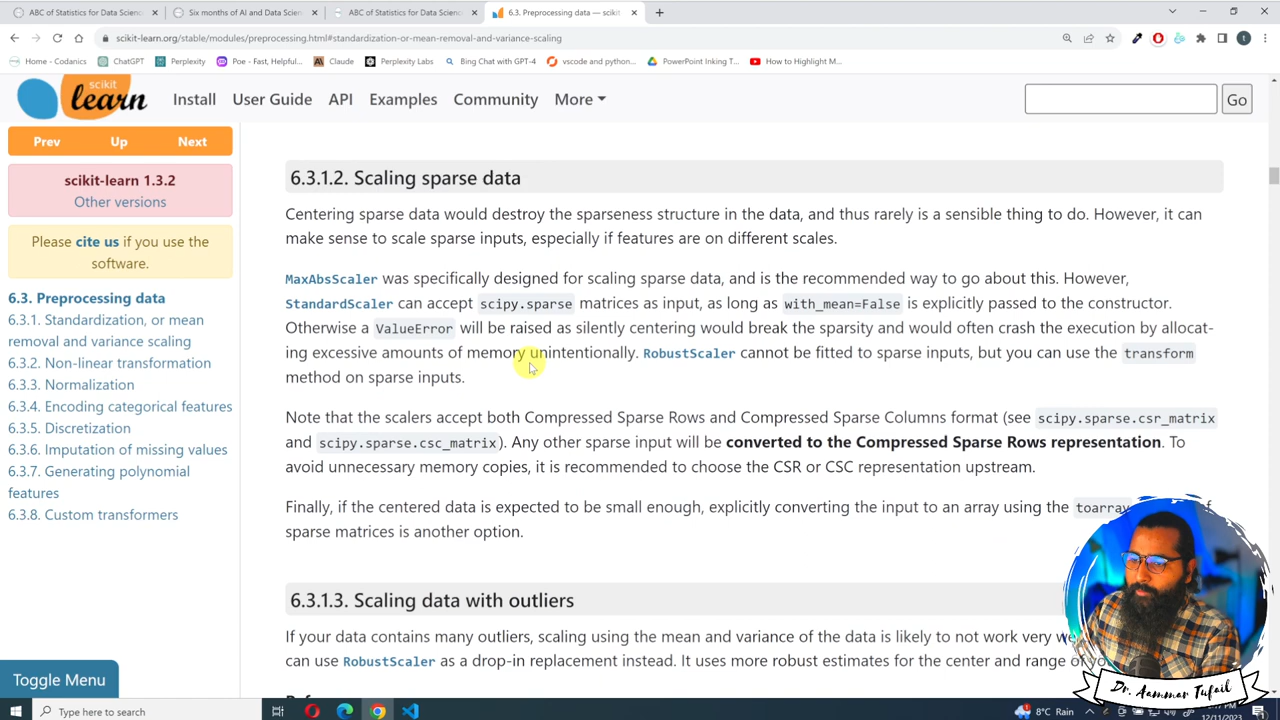 ABC of Statistics for Data Scien
Six months of AI and Data Scien
ABC of Statistics for Data Scien
6.3. Preprocessing data — scikit
scikit-learn.org/stable/modules/preprocessing.html#standardization-or-mean-removal-and-variance-scaling
Home - Codanics
ChatGPT
Perplexity
Poe - Fast, Helpful...
Claude
Perplexity Labs
Bing Chat with GPT-4
vscode and python...
PowerPoint Inking T...
How to Highlight M...
scikit
learn
Install
User Guide
API
Examples
Community
More
Go
Prev
Up
Next
scikit-learn 1.3.2
Other versions
Please cite us if you use the
software.
6.3. Preprocessing data
6.3.1. Standardization, or mean
removal and variance scaling
6.3.2. Non-linear transformation
6.3.3. Normalization
6.3.4. Encoding categorical features
6.3.5. Discretization
6.3.6. Imputation of missing values
6.3.7. Generating polynomial
features
6.3.8. Custom transformers
Toggle Menu
6.3.1.2. Scaling sparse data
Centering sparse data would destroy the sparseness structure in the data, and thus rarely is a sensible thing to do. However, it can
make sense to scale sparse inputs, especially if features are on different scales.
MaxAbsScaler was specifically designed for scaling sparse data, and is the recommended way to go about this. However,
StandardScaler can accept scipy.sparse matrices as input, as long as with_mean=False is explicitly passed to the constructor.
Otherwise a ValueError will be raised as silently centering would break the sparsity and would often crash the execution by allocat-
ing excessive amounts of memory unintentionally. RobustScaler cannot be fitted to sparse inputs, but you can use the transform
method on sparse inputs.
Note that the scalers accept both Compressed Sparse Rows and Compressed Sparse Columns format (see scipy.sparse.csr_matrix
and scipy.sparse.csc_matrix). Any other sparse input will be converted to the Compressed Sparse Rows representation. To
avoid unnecessary memory copies, it is recommended to choose the CSR or CSC representation upstream.
Finally, if the centered data is expected to be small enough, explicitly converting the input to an array using the toarray
sparse matrices is another option.
6.3.1.3. Scaling data with outliers
If your data contains many outliers, scaling using the mean and variance of the data is likely to not work very we
can use RobustScaler as a drop-in replacement instead. It uses more robust estimates for the center and range of yo
Dr. Aammar Tufail
Type here to search
8°C Rain
12/11/2023